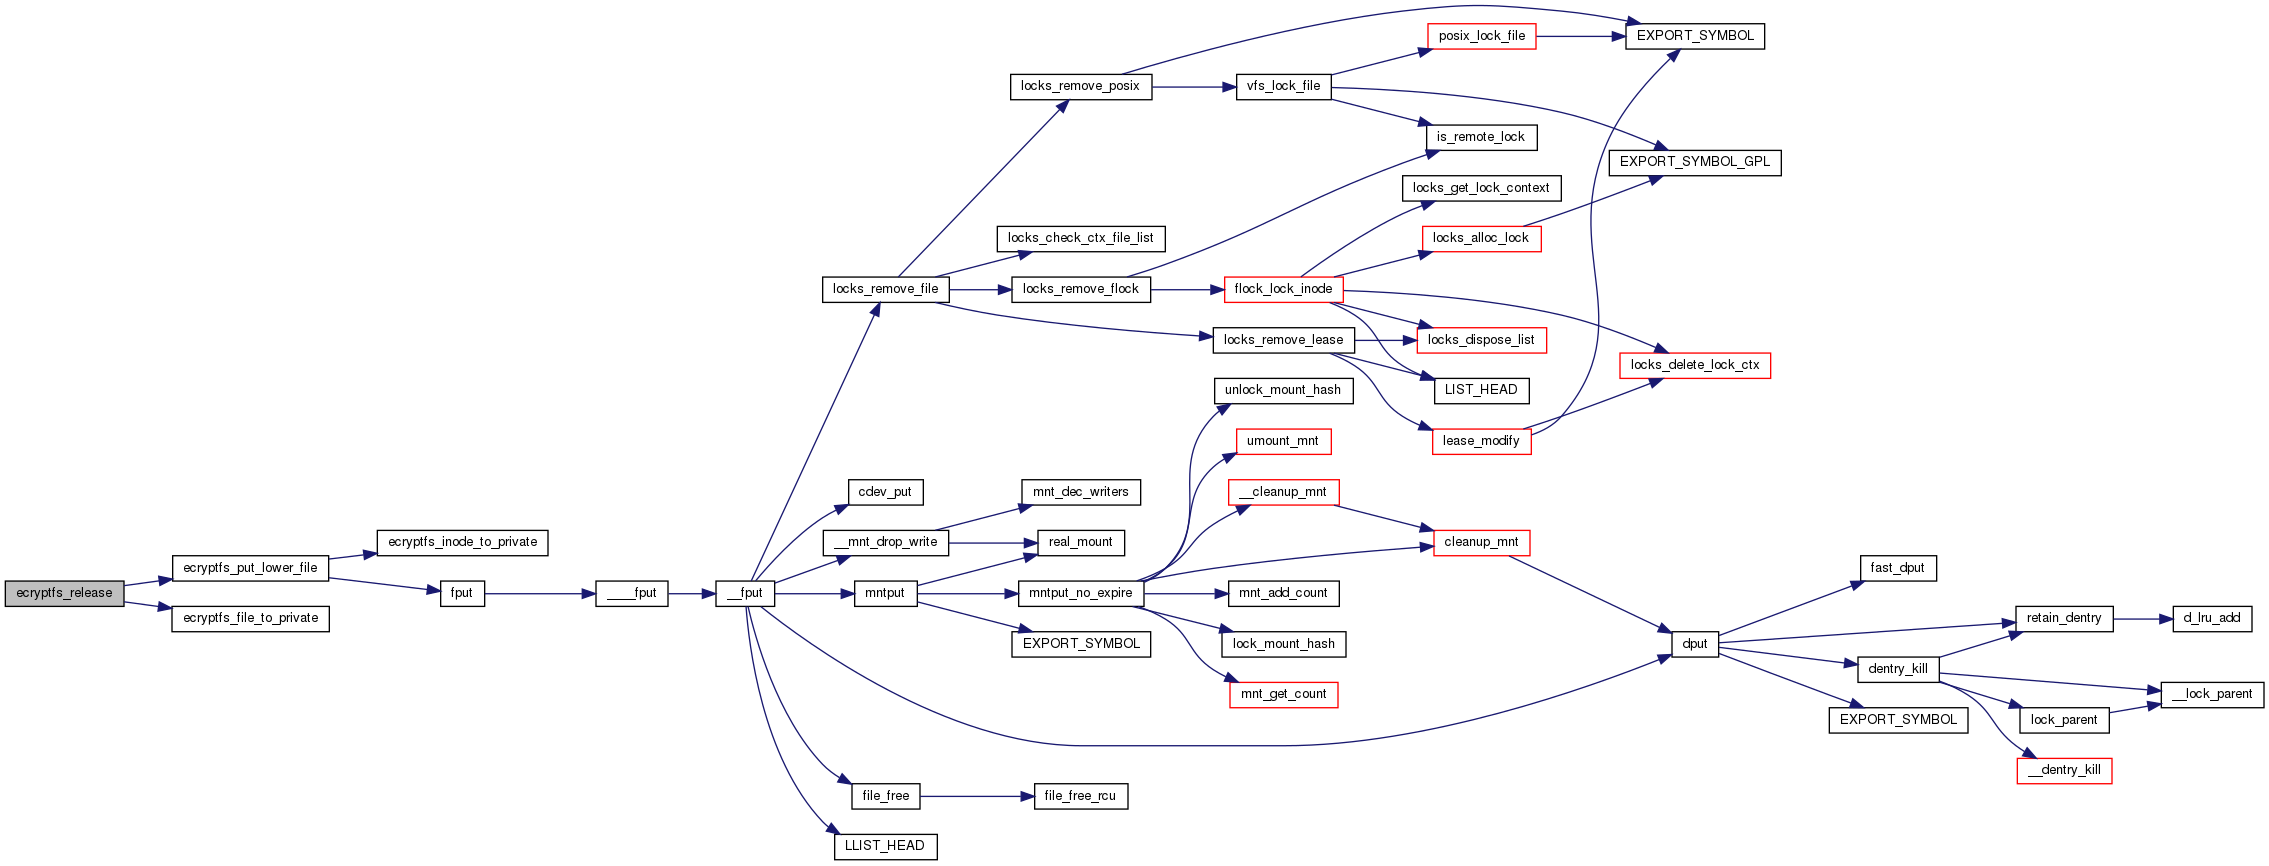 ecryptfs_release
ecryptfs_put_lower_file
ecryptfs_file_to_private
ecryptfs_inode_to_private
fput
____fput
__fput
locks_remove_file
cdev_put
__mnt_drop_write
mntput
file_free
LLIST_HEAD
locks_remove_posix
locks_check_ctx_file_list
locks_remove_flock
mnt_dec_writers
real_mount
mntput_no_expire
EXPORT_SYMBOL
file_free_rcu
vfs_lock_file
flock_lock_inode
locks_remove_lease
unlock_mount_hash
umount_mnt
__cleanup_mnt
mnt_add_count
lock_mount_hash
mnt_get_count
posix_lock_file
is_remote_lock
locks_get_lock_context
locks_alloc_lock
locks_dispose_list
LIST_HEAD
lease_modify
cleanup_mnt
EXPORT_SYMBOL
EXPORT_SYMBOL_GPL
locks_delete_lock_ctx
dput
fast_dput
dentry_kill
EXPORT_SYMBOL
retain_dentry
lock_parent
__dentry_kill
d_lru_add
__lock_parent